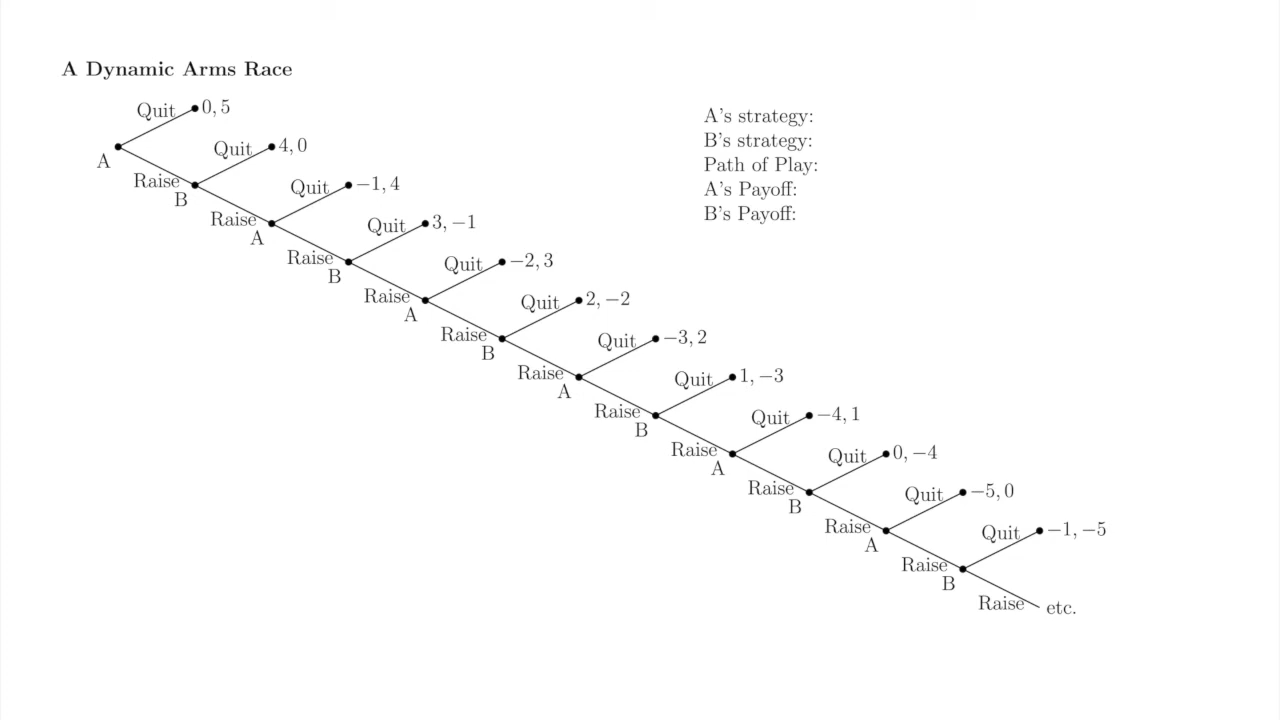 A Dynamic Arms Race
Quit 0, 5
A
Raise
Quit 4, 0
B
Raise
Quit −1, 4
A
Raise
Quit 3, −1
B
Raise
Quit −2, 3
A
Raise
Quit 2, −2
B
Raise
Quit −3, 2
A
Raise
Quit 1, −3
B
Raise
Quit −4, 1
A
Raise
Quit 0, −4
B
Raise
Quit −5, 0
A
Raise
Quit −1, −5
B
Raise etc.
A's strategy:
B's strategy:
Path of Play:
A's Payoff:
B's Payoff: